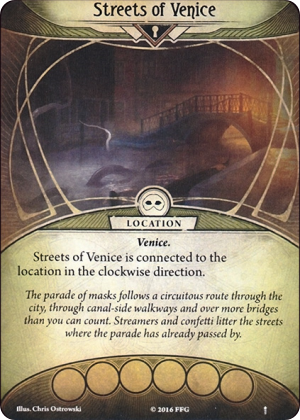 Streets of Venice
LOCATION
Venice.
Streets of Venice is connected to the
location in the clockwise direction.
The parade of masks follows a circuitous route through the
city, through canal-side walkways and over more bridges
than you can count. Streamers and confetti litter the streets
where the parade has already passed by.
Illus. Chris Ostrowski
© 2016 FFG